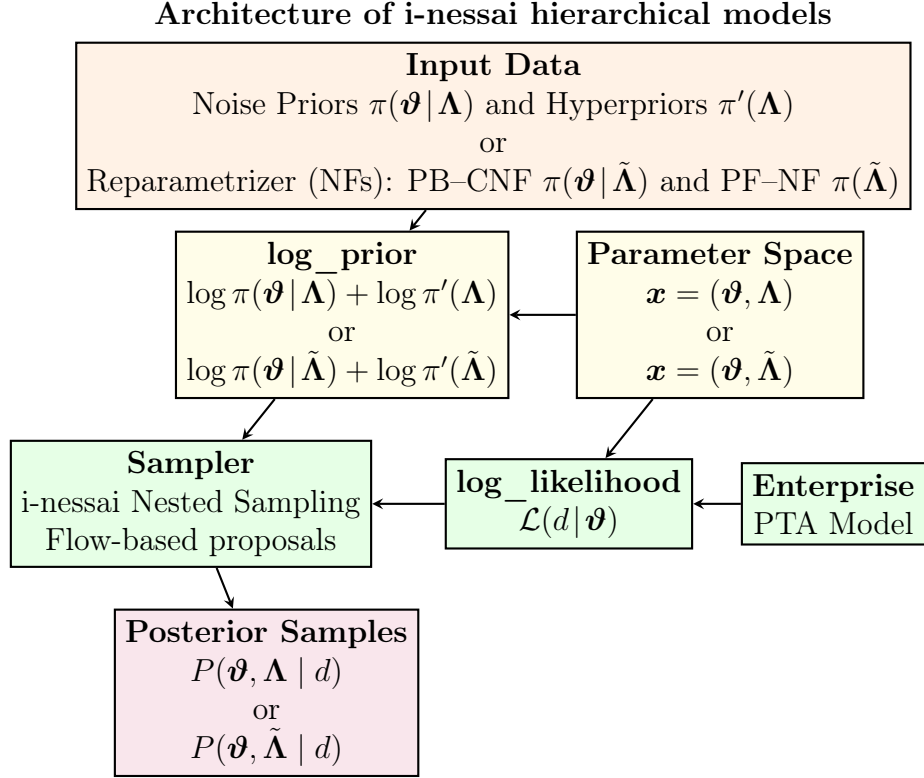 Architecture of i-nessai hierarchical models
Input Data
Noise Priors π(ϑ | Λ) and Hyperpriors π′(Λ)
or
Reparametrizer (NFs): PB–CNF π(ϑ | Λ̃) and PF–NF π(Λ̃)
log_prior
log π(ϑ | Λ) + log π′(Λ)
or
log π(ϑ | Λ̃) + log π′(Λ̃)
Parameter Space
x = (ϑ, Λ)
or
x = (ϑ, Λ̃)
Sampler
i-nessai Nested Sampling
Flow-based proposals
log_likelihood
ℒ(d | ϑ)
Enterprise
PTA Model
Posterior Samples
P(ϑ, Λ | d)
or
P(ϑ, Λ̃ | d)